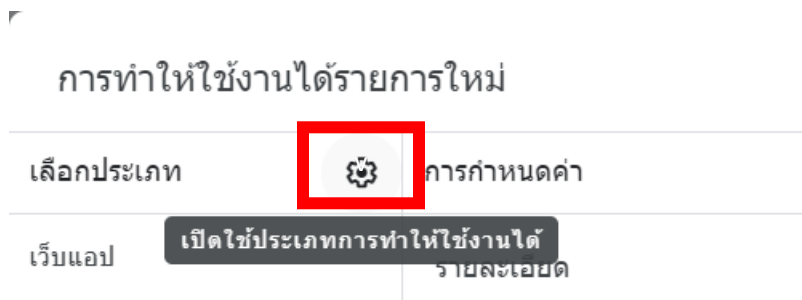 การทำให้ใช้งานได้รายการใหม่
เลือกประเภท
การกำหนดค่า
เปิดใช้ประเภทการทำให้ใช้งานได้
เว็บแอป
รายละเอียด